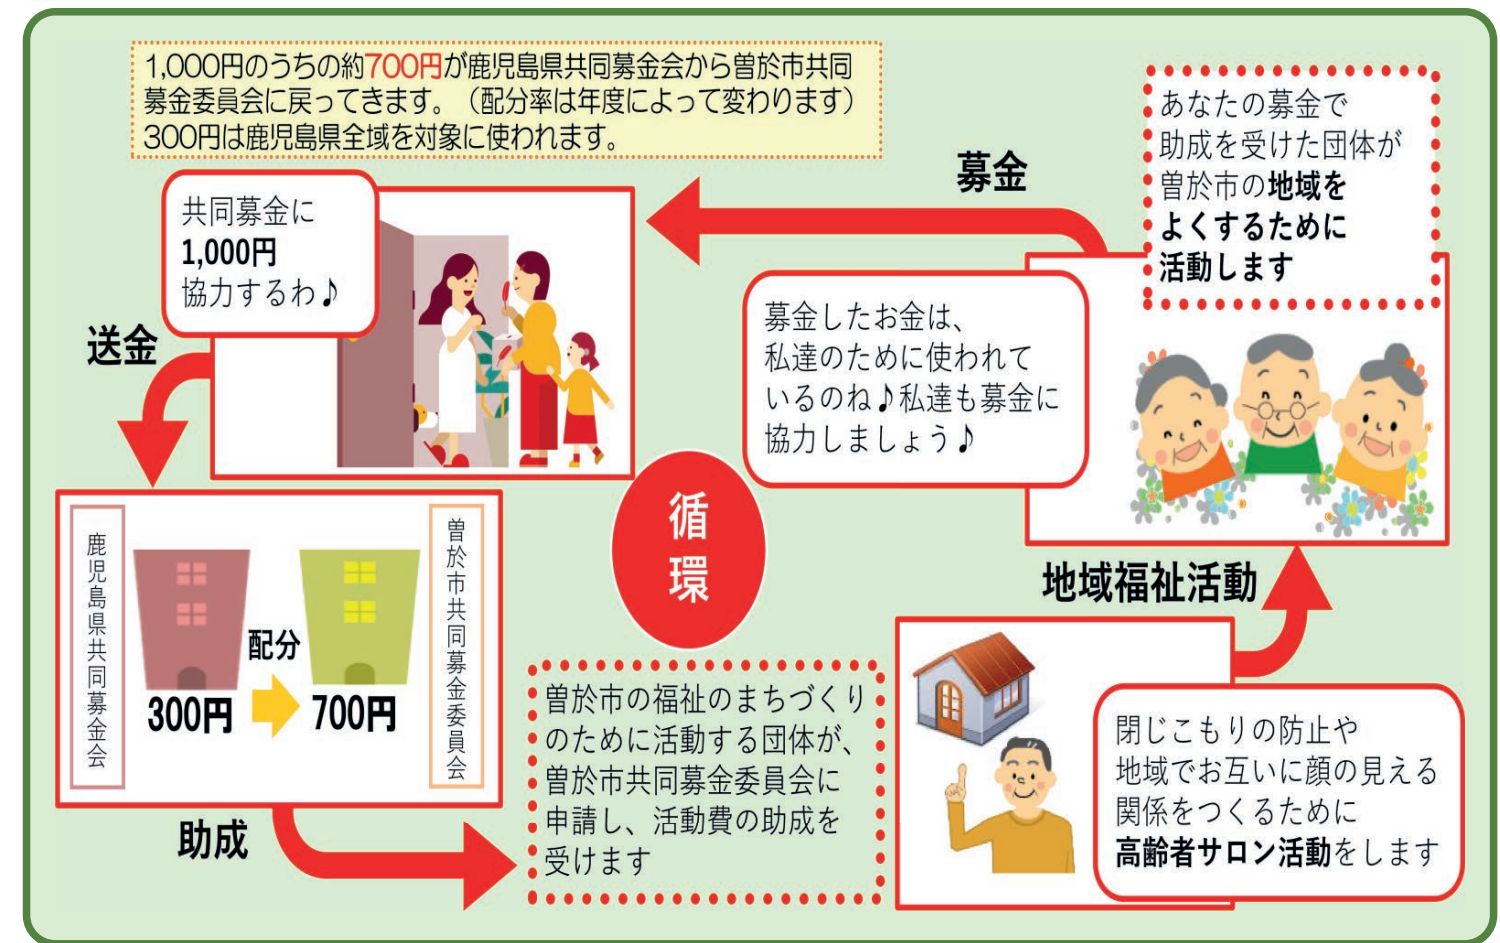 1,000円のうちの約700円が鹿児島県共同募金会から曽於市共同
募金委員会に戻ってきます。（配分率は年度によって変わります）
300円は鹿児島県全域を対象に使われます。
共同募金に
1,000円
協力するわ♪
送金
鹿児島県共同募金会
300円
配分
700円
曽於市共同募金委員会
助成
循
環
曽於市の福祉のまちづくり
のために活動する団体が、
曽於市共同募金委員会に
申請し、活動費の助成を
受けます
閉じこもりの防止や
地域でお互いに顔の見える
関係をつくるために
高齢者サロン活動をします
地域福祉活動
あなたの募金で
助成を受けた団体が
曽於市の地域を
よくするために
活動します
募金したお金は、
私達のために使われて
いるのね♪私達も募金に
協力しましょう♪
募金